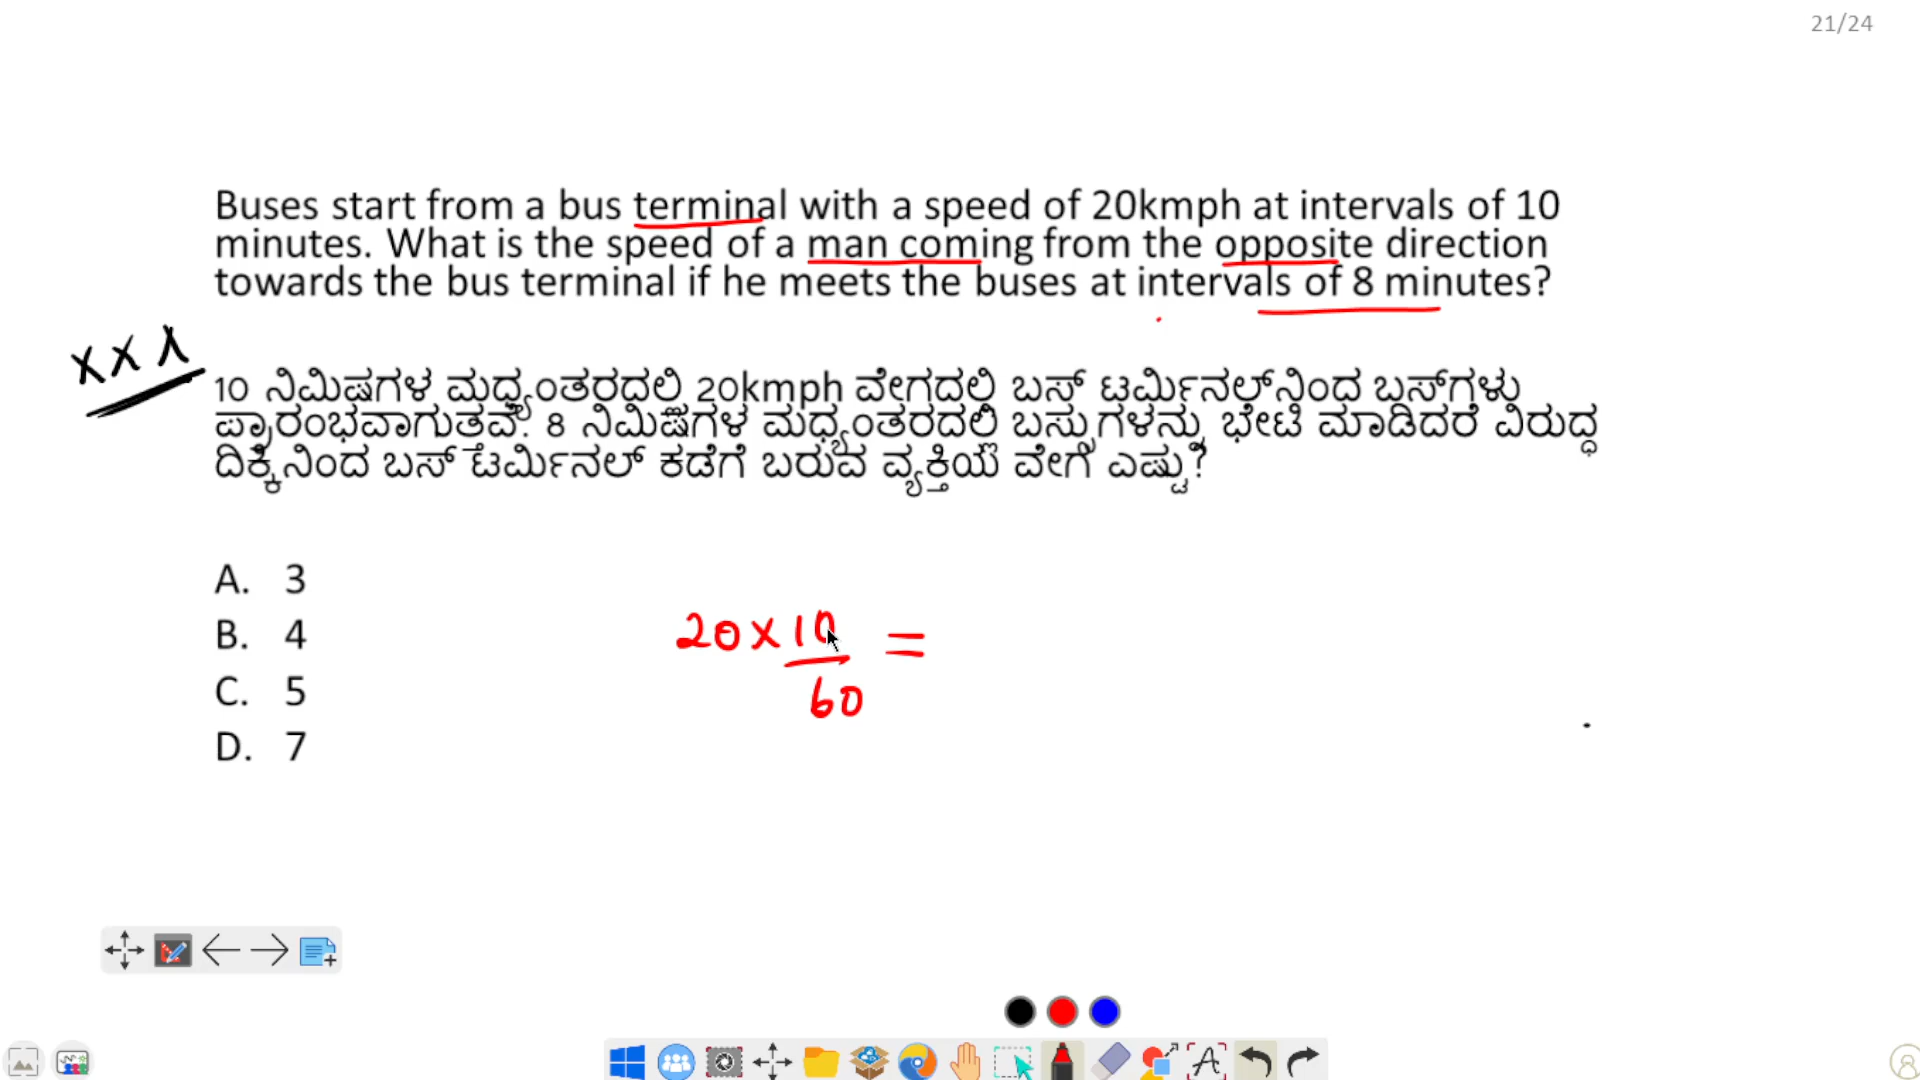 21/24
Buses start from a bus terminal with a speed of 20kmph at intervals of 10
minutes. What is the speed of a man coming from the opposite direction
towards the bus terminal if he meets the buses at intervals of 8 minutes?
x x x
10 ನಿಮಿಷಗಳ ಮಧ್ಯಂತರದಲ್ಲಿ 20kmph ವೇಗದಲ್ಲಿ ಬಸ್ ಟರ್ಮಿನಲ್‌ನಿಂದ ಬಸ್‌ಗಳು
ಪ್ರಾರಂಭವಾಗುತ್ತವೆ. 8 ನಿಮಿಷಗಳ ಮಧ್ಯಂತರದಲ್ಲಿ ಬಸ್ಸುಗಳನ್ನು ಭೇಟಿ ಮಾಡಿದರೆ ವಿರುದ್ಧ
ದಿಕ್ಕಿನಿಂದ ಬಸ್ ಟರ್ಮಿನಲ್ ಕಡೆಗೆ ಬರುವ ವ್ಯಕ್ತಿಯ ವೇಗ ಎಷ್ಟು?
A. 3
B. 4
C. 5
D. 7
20 x 10 =
60